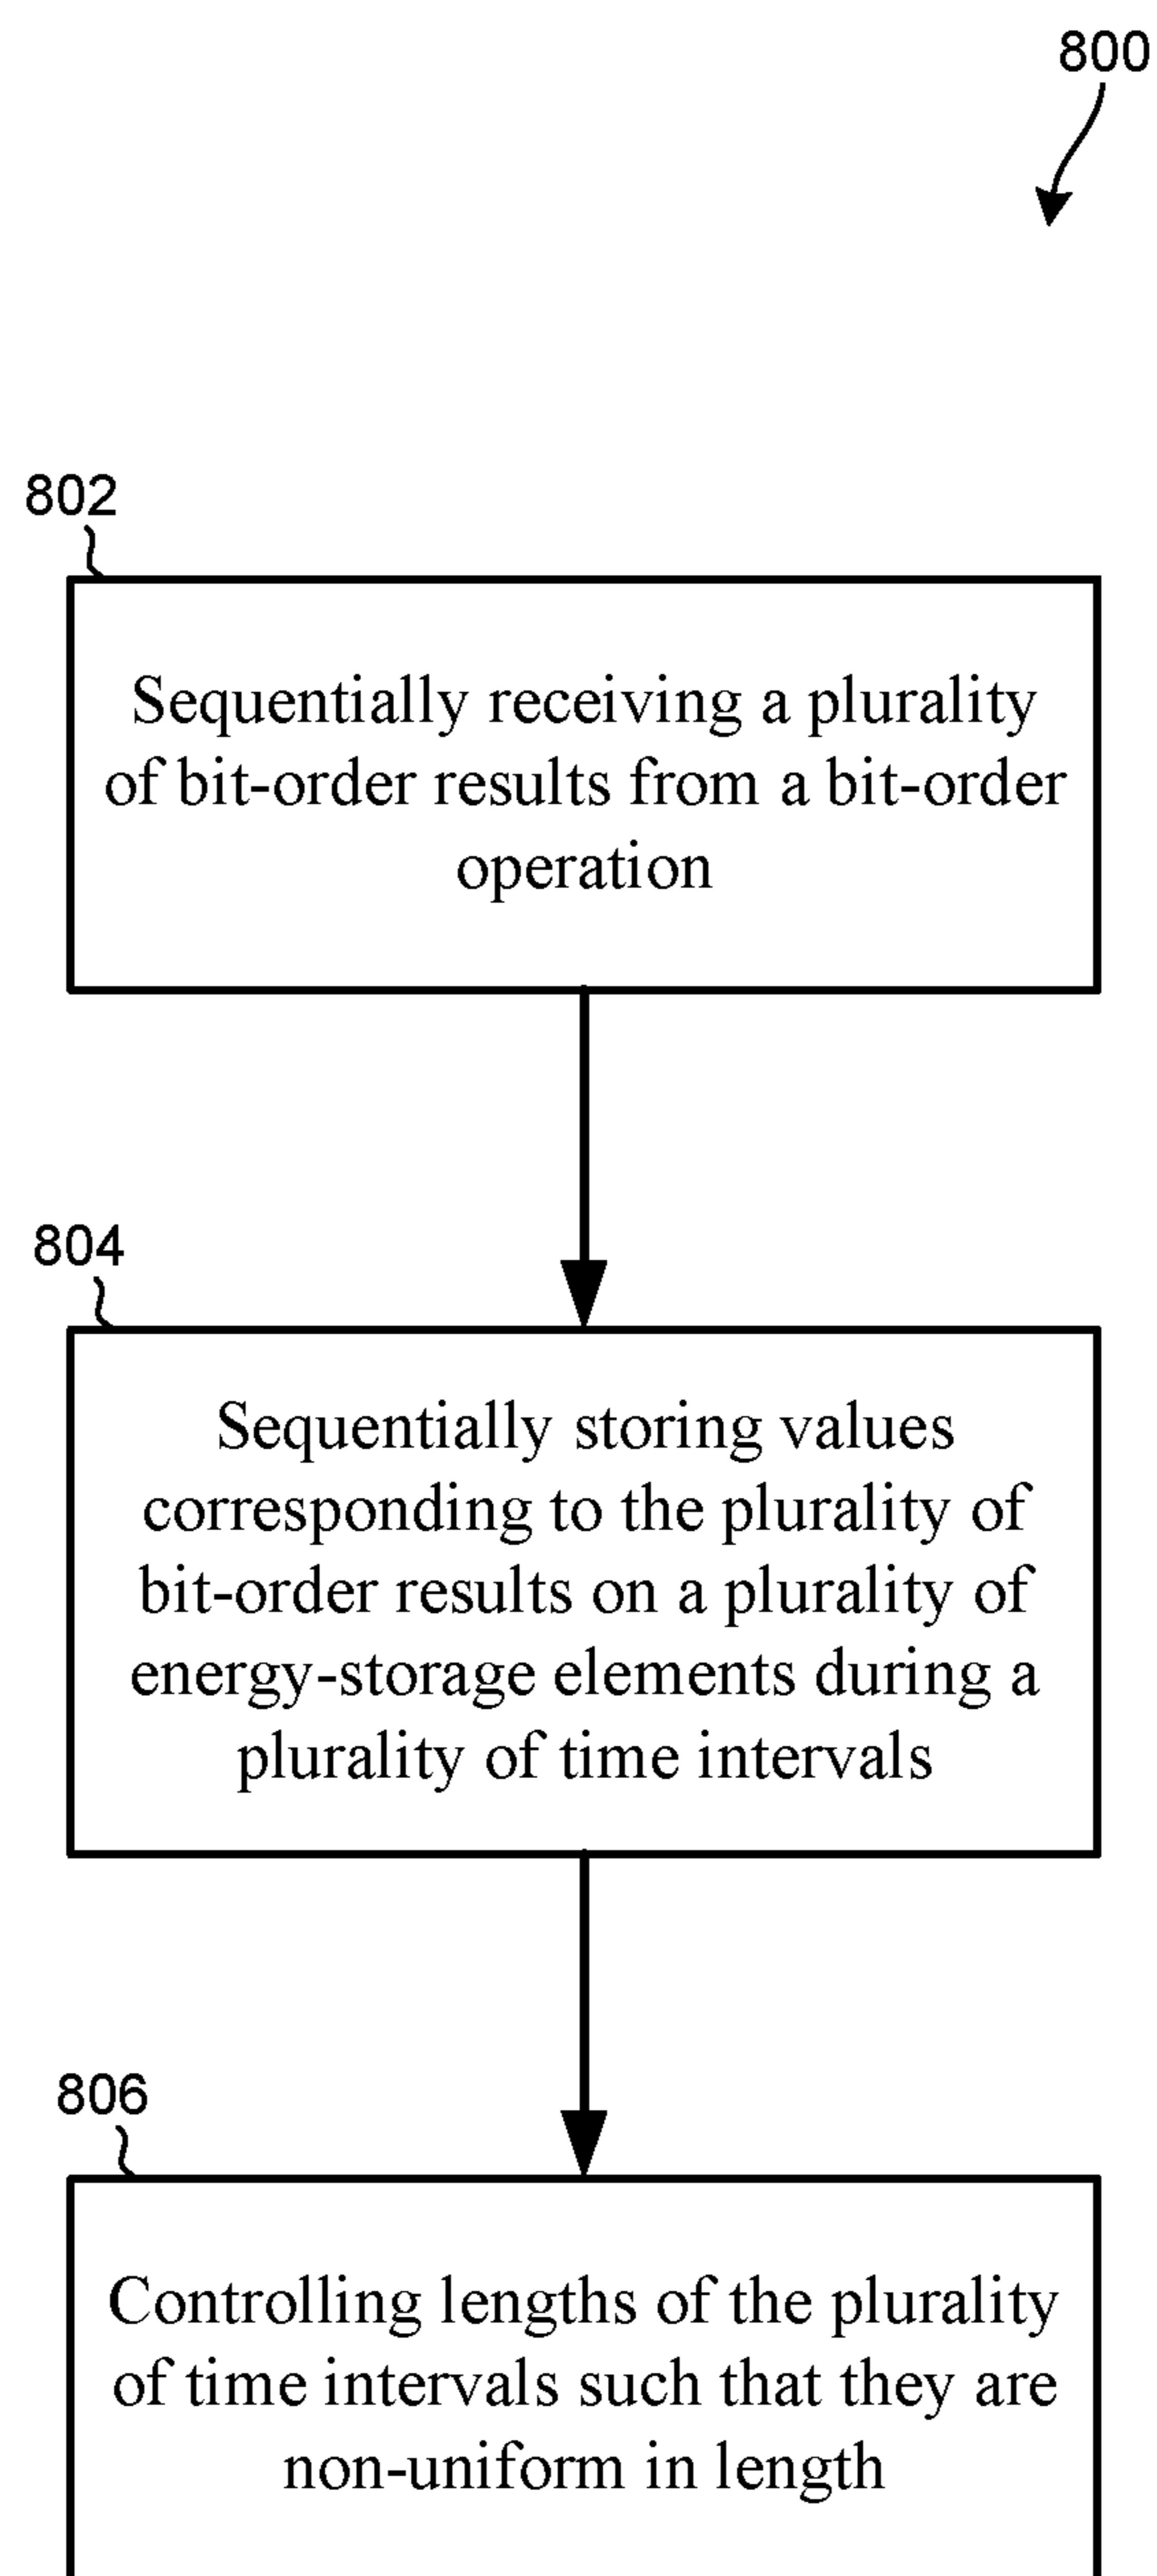 800
802
Sequentially receiving a plurality
of bit-order results from a bit-order
operation
804
Sequentially storing values
corresponding to the plurality of
bit-order results on a plurality of
energy-storage elements during a
plurality of time intervals
806
Controlling lengths of the plurality
of time intervals such that they are
non-uniform in length